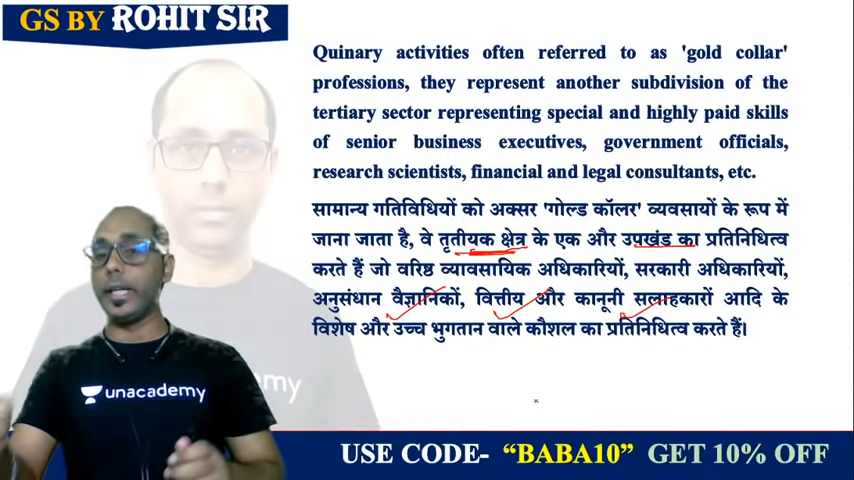 GS BY ROHIT SIR
Quinary activities often referred to as 'gold collar'
professions, they represent another subdivision of the
tertiary sector representing special and highly paid skills
of senior business executives, government officials,
research scientists, financial and legal consultants, etc.
सामान्य गतिविधियों को अक्सर 'गोल्ड कॉलर' व्यवसायों के रूप में
जाना जाता है, वे तृतीयक क्षेत्र के एक और उपखंड का प्रतिनिधित्व
करते हैं जो वरिष्ठ व्यावसायिक अधिकारियों, सरकारी अधिकारियों,
अनुसंधान वैज्ञानिकों, वित्तीय और कानूनी सलाहकारों आदि के
विशेष और उच्च भुगतान वाले कौशल का प्रतिनिधित्व करते हैं।
unacademy
my
USE CODE- "BABA10" GET 10% OFF